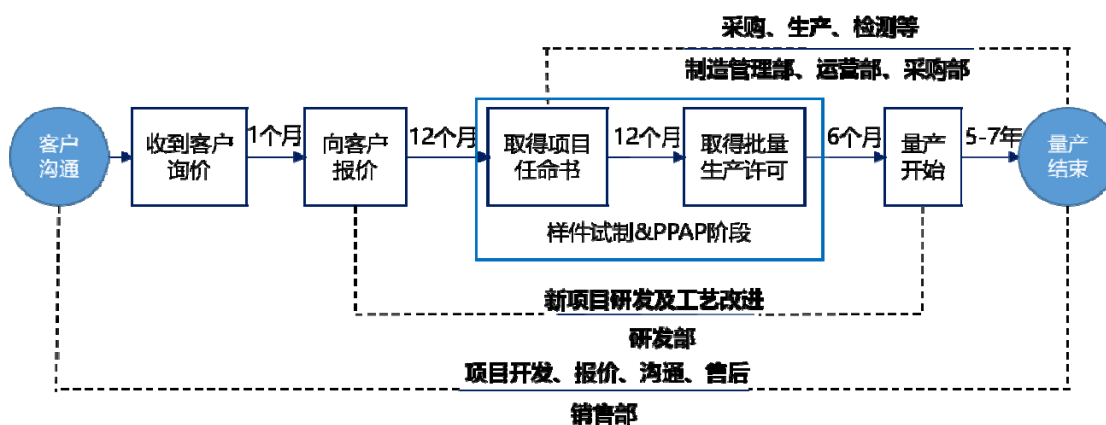 采购、生产、检测等
制造管理部、运营部、采购部
客户
沟通
收到客户
询价
1个月
向客户
报价
12个月
取得项目
任命书
12个月
取得批量
生产许可
6个月
量产
开始
5-7年
量产
结束
样件试制&PPAP阶段
新项目研发及工艺改进
研发部
项目开发、报价、沟通、售后
销售部